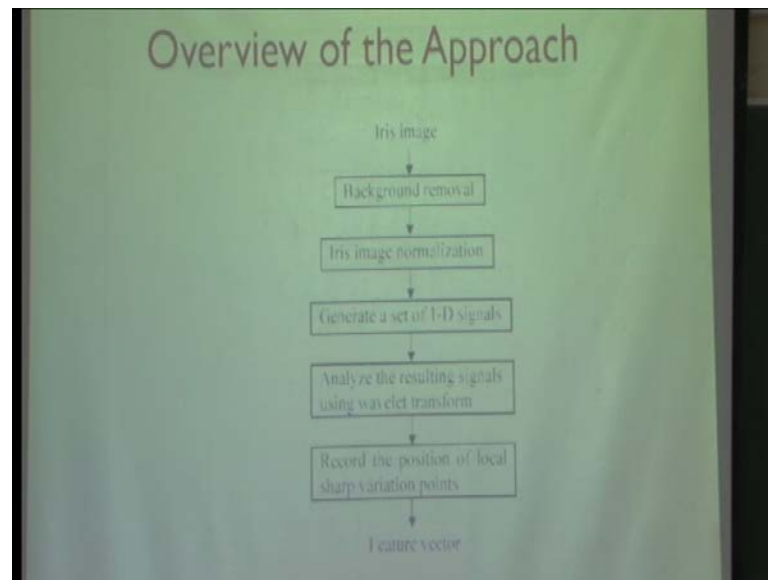 Overview of the Approach
Iris image
Background removal
Iris image normalization
Generate a set of 1-D signals
Analyze the resulting signals
using wavelet transform
Record the position of local
sharp variation points
Feature vector